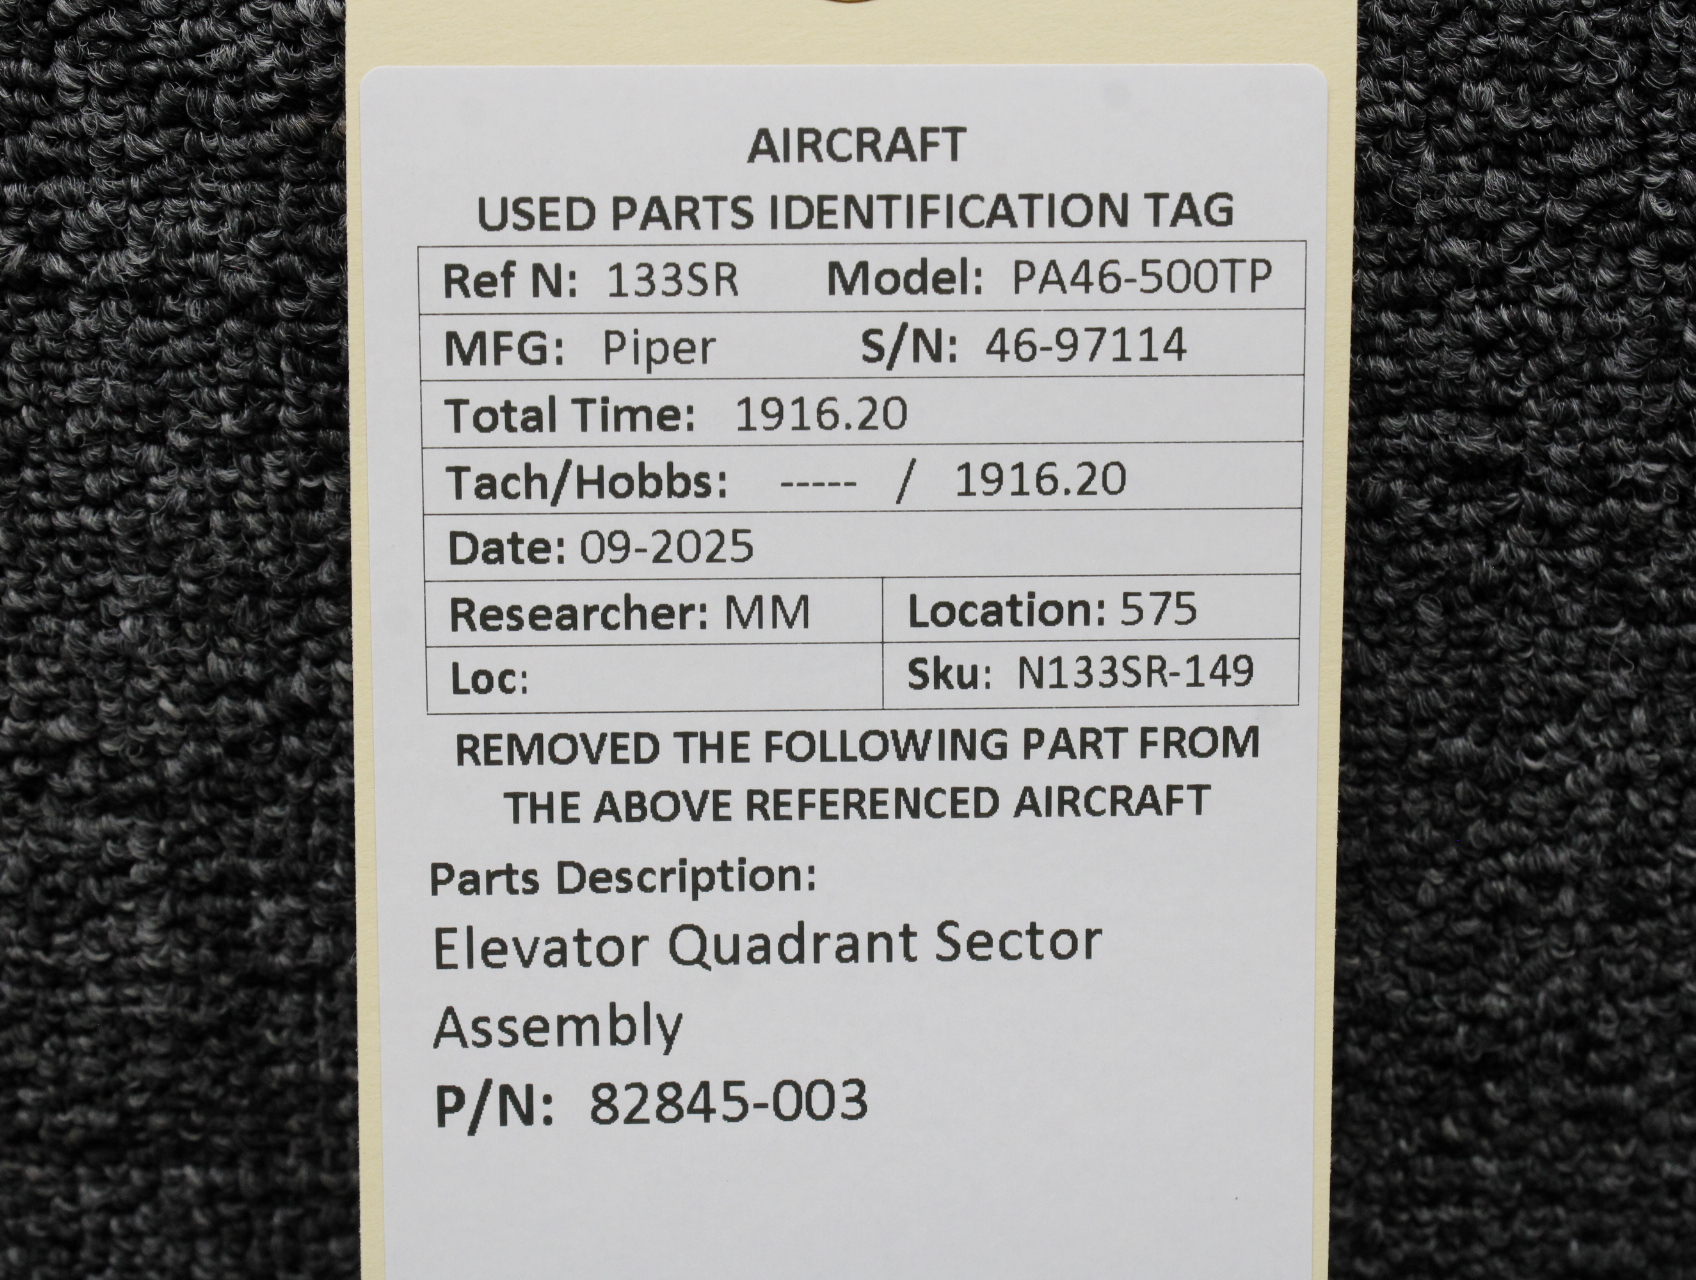 AIRCRAFT
USED PARTS IDENTIFICATION TAG
Ref N: 133SR Model: PA46-500TP
MFG: Piper S/N: 46-97114
Total Time: 1916.20
Tach/Hobbs: ----- / 1916.20
Date: 09-2025
Researcher: MM Location: 575
Loc: Sku: N133SR-149
REMOVED THE FOLLOWING PART FROM
THE ABOVE REFERENCED AIRCRAFT
Parts Description:
Elevator Quadrant Sector
Assembly
P/N: 82845-003